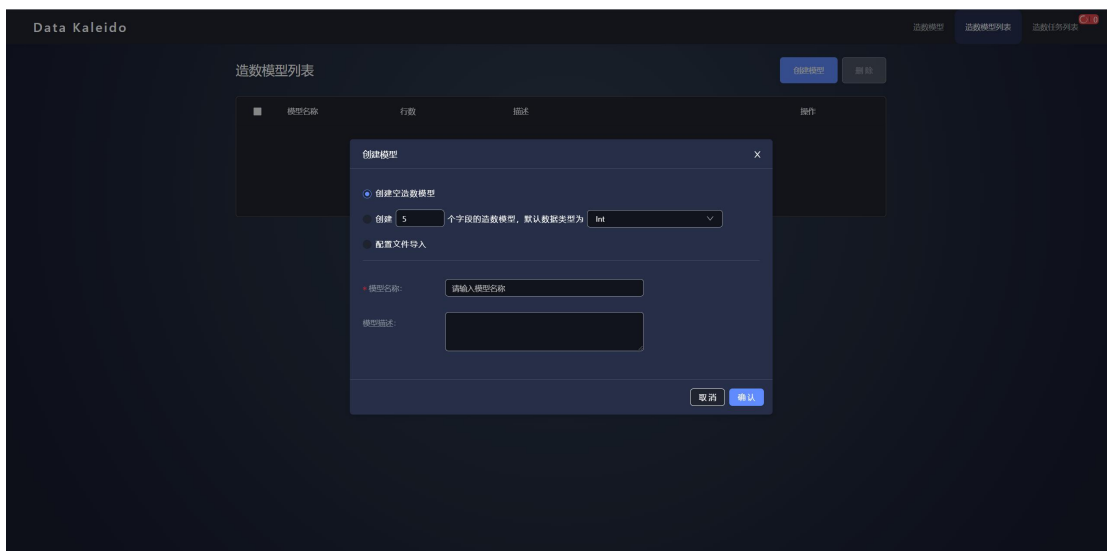 Data Kaleido 造数模型 造数模型列表 造数任务列表
造数模型列表 创建模型 删除
模型名称 行数 描述 操作
创建模型
创建空造数模型
创建 5 个字段的造数模型，默认数据类型为 Int
配置文件导入
* 模型名称: 请输入模型名称
模型描述:
取消 确认